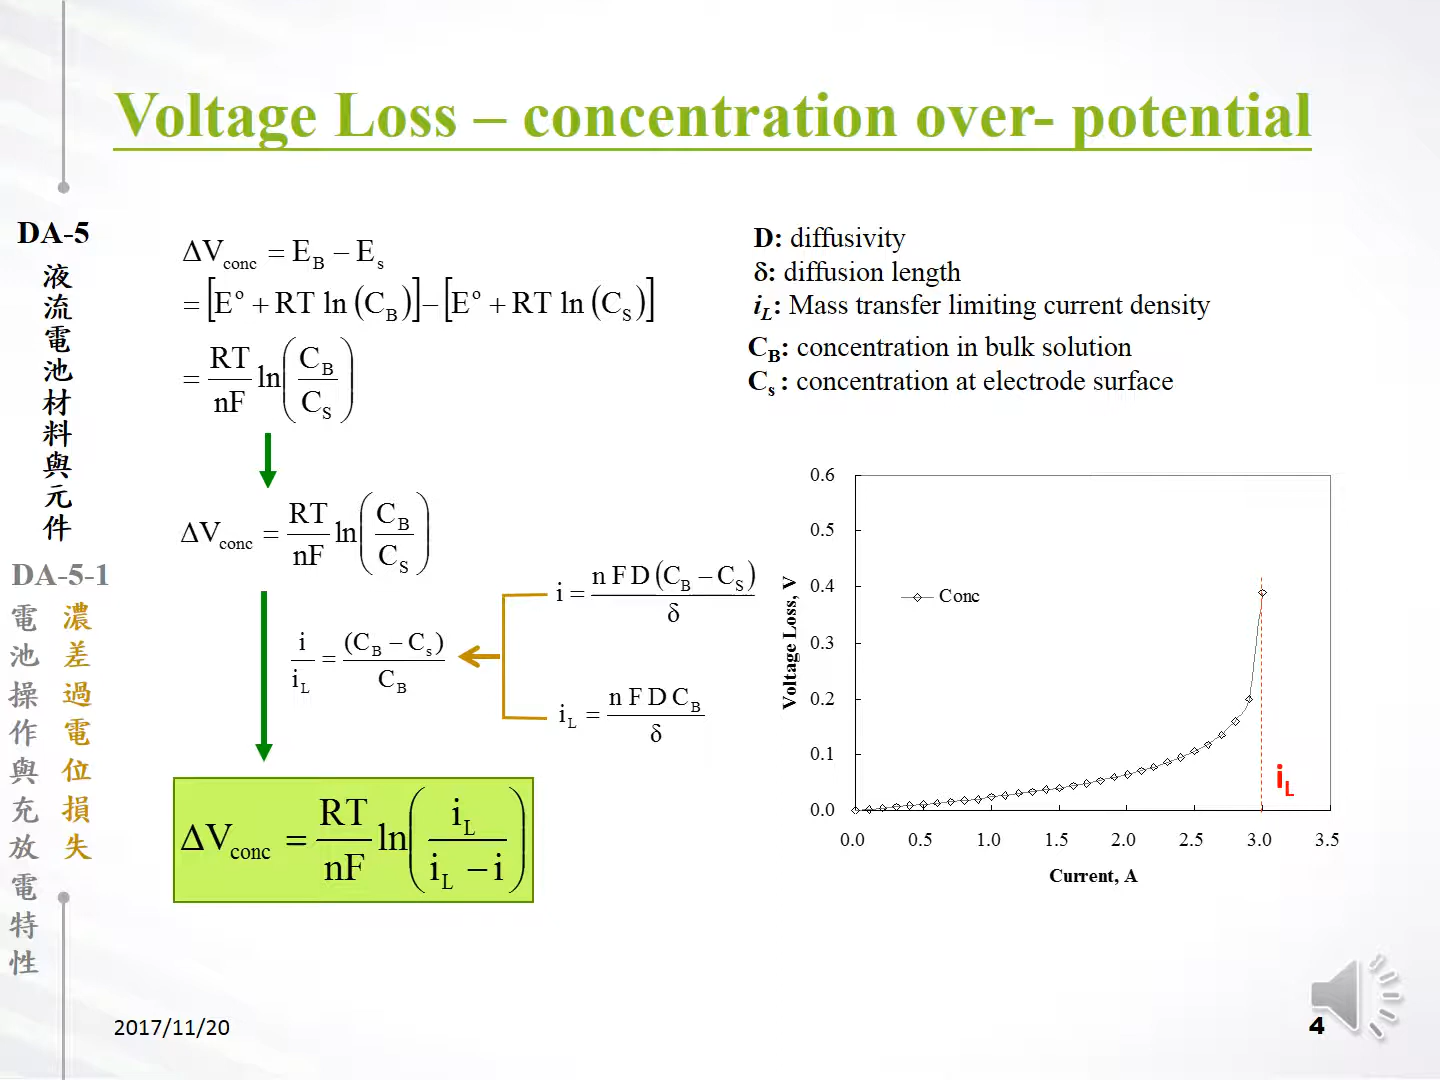 Voltage Loss – concentration over- potential
DA-5
液流電池材料與元件
DA-5-1
電池操作與充放電特性
濃差過電位損失
ΔVconc = EB − Es
= [Eº + RT ln (CB)] − [Eº + RT ln (CS)]
= RT/nF ln(CB/CS)
ΔVconc = RT/nF ln(CB/CS)
i/iL = (CB − Cs)/CB
i = n F D (CB − CS)/δ
iL = n F D CB/δ
ΔVconc = RT/nF ln(iL/(iL − i))
D: diffusivity
δ: diffusion length
iL: Mass transfer limiting current density
CB: concentration in bulk solution
Cs : concentration at electrode surface
0.6
0.5
0.4
0.3
0.2
0.1
0.0
Voltage Loss, V
Conc
iL
0.0 0.5 1.0 1.5 2.0 2.5 3.0 3.5
Current, A
2017/11/20
4